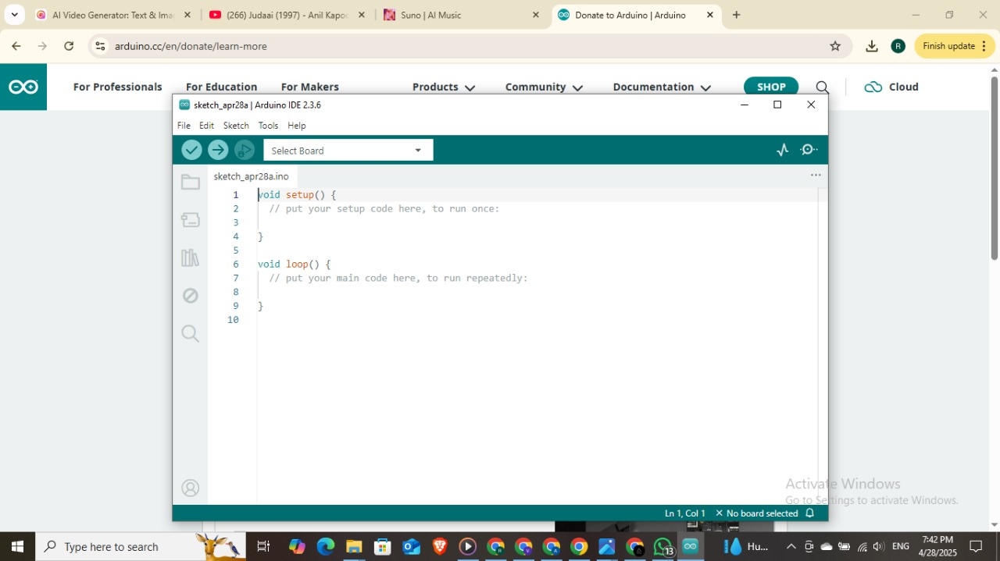 AI Video Generator: Text & Ima
(266) Judaai (1997) - Anil Kapoo
Suno | AI Music
Donate to Arduino | Arduino
arduino.cc/en/donate/learn-more
R
Finish update
For Professionals
For Education
For Makers
Products
Community
Documentation
SHOP
Cloud
sketch_apr28a | Arduino IDE 2.3.6
File Edit Sketch Tools Help
Select Board
sketch_apr28a.ino
1 void setup() {
2 // put your setup code here, to run once:
3
4 }
5
6 void loop() {
7 // put your main code here, to run repeatedly:
8
9 }
10
Activate Windows
Go to Settings to activate Windows.
Ln 1, Col 1
No board selected
Type here to search
13
Hu...
ENG
7:42 PM
4/28/2025